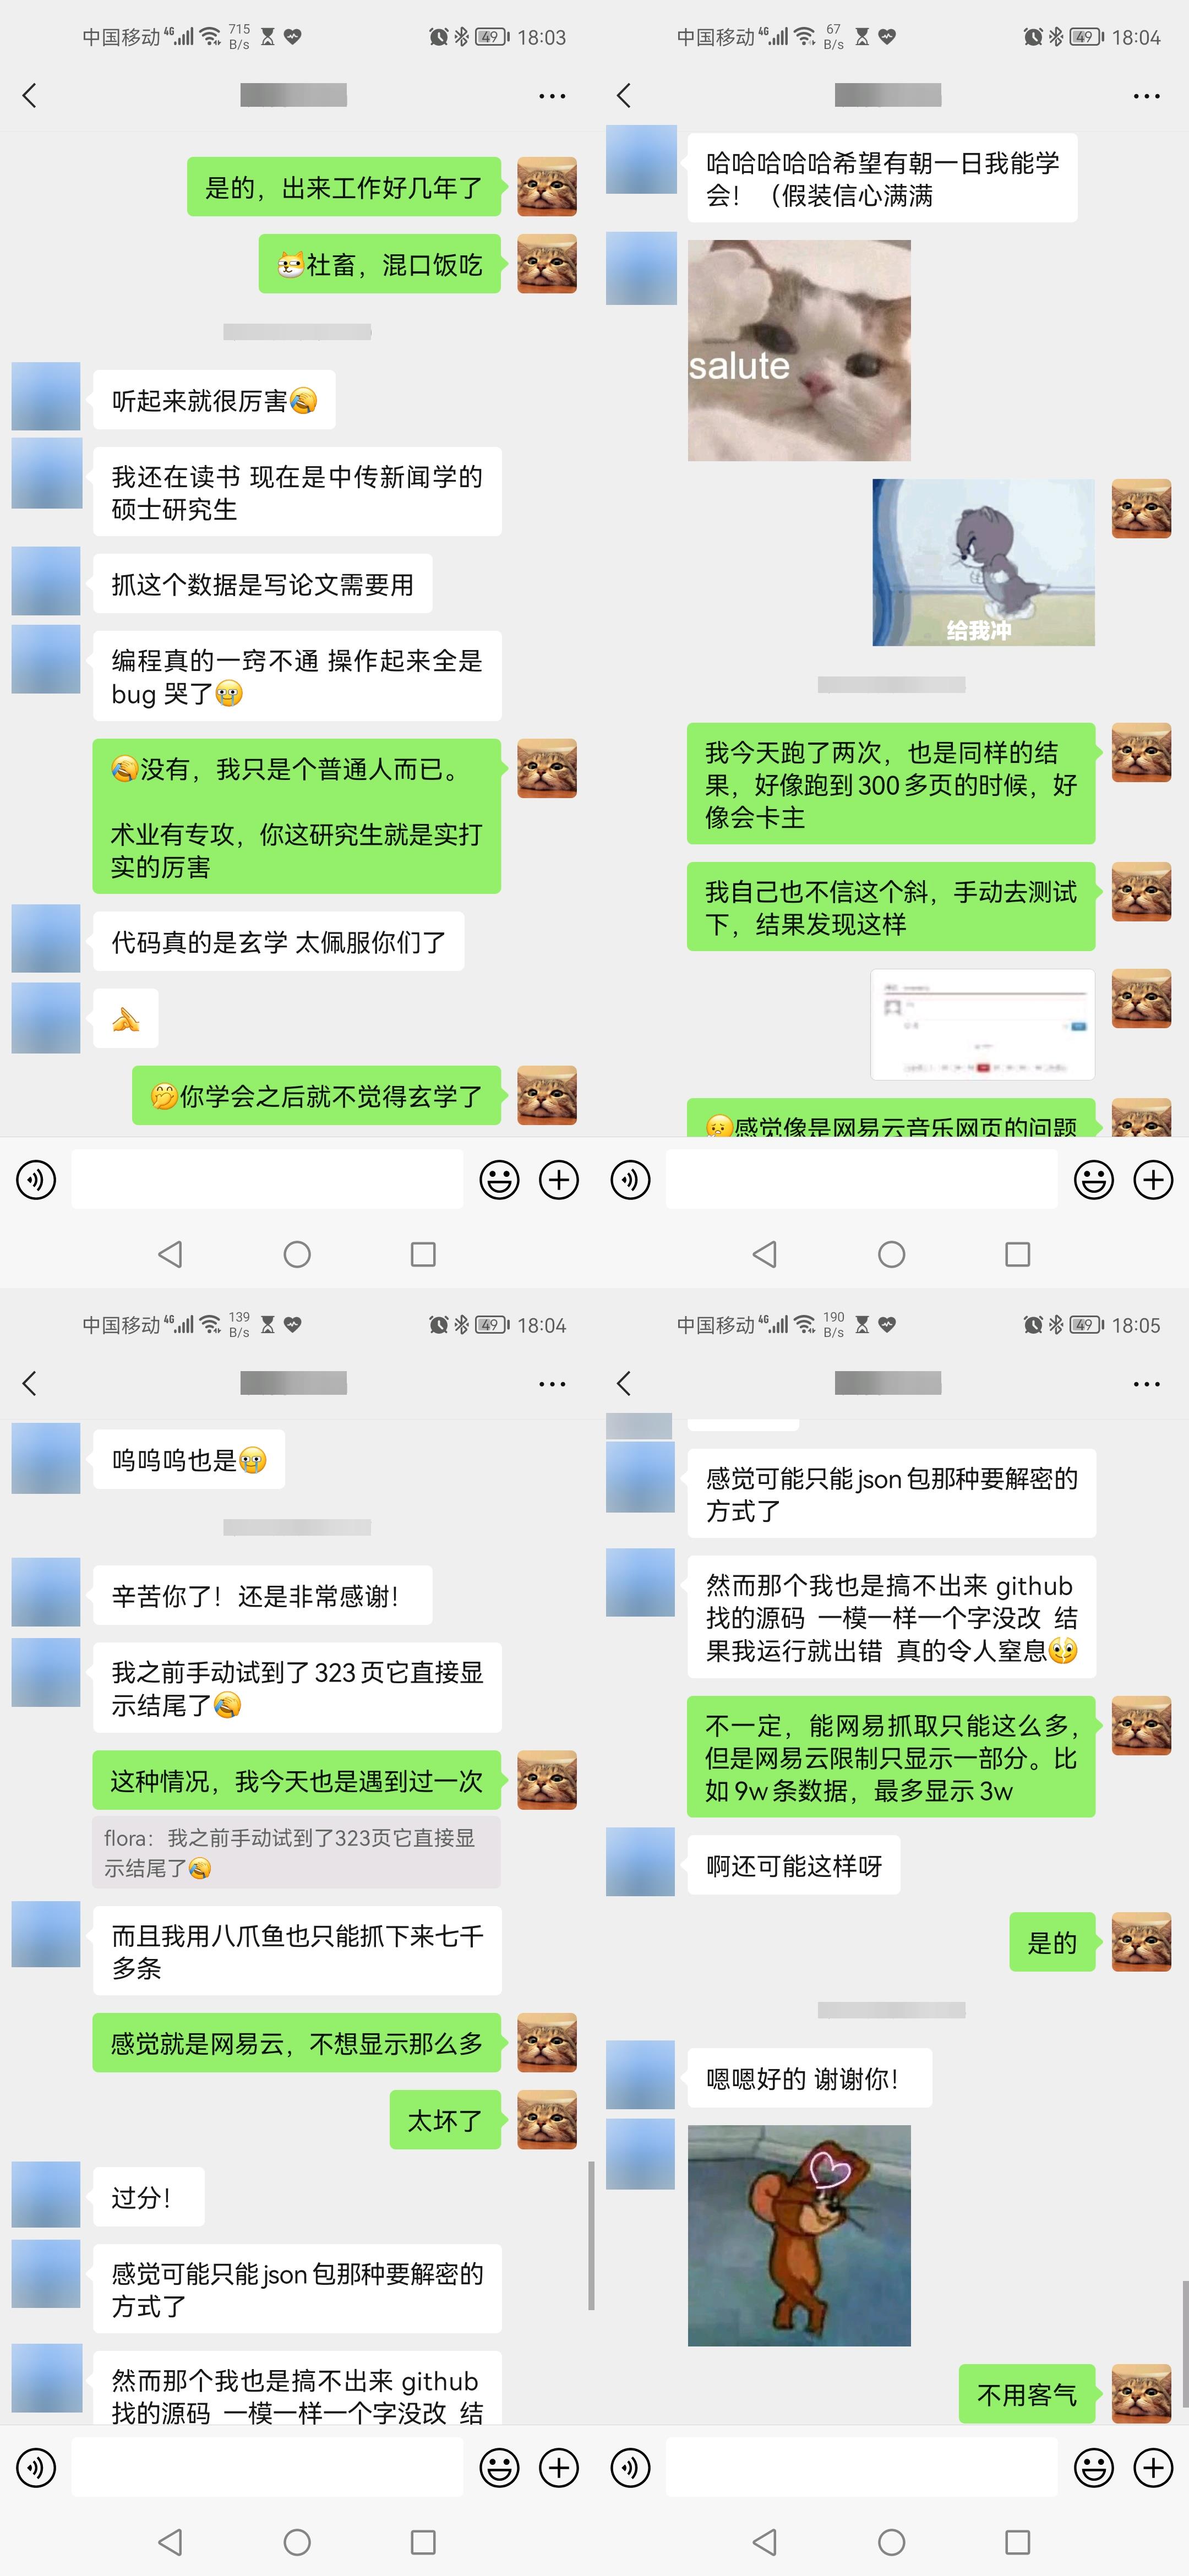 中国移动 4G 715 B/s 49 18:03
是的，出来工作好几年了
社畜，混口饭吃
听起来就很厉害
我还在读书 现在是中传新闻学的
硕士研究生
抓这个数据是写论文需要用
编程真的一窍不通 操作起来全是
bug 哭了
没有，我只是个普通人而已。
术业有专攻，你这研究生就是实打
实的厉害
代码真的是玄学 太佩服你们了
你学会之后就不觉得玄学了
中国移动 4G 67 B/s 49 18:04
哈哈哈哈哈希望有朝一日我能学
会！（假装信心满满
salute
给我冲
我今天跑了两次，也是同样的结
果，好像跑到300多页的时候，好
像会卡主
我自己也不信这个斜，手动去测试
下，结果发现这样
感觉像是网易云音乐网页的问题
中国移动 4G 139 B/s 49 18:04
呜呜呜也是
辛苦你了！还是非常感谢！
我之前手动试到了323页它直接显
示结尾了
这种情况，我今天也是遇到过一次
flora：我之前手动试到了323页它直接显
示结尾了
而且我用八爪鱼也只能抓下来七千
多条
感觉就是网易云，不想显示那么多
太坏了
过分！
感觉可能只能json包那种要解密的
方式了
然而那个我也是搞不出来 github
找的源码 一模一样一个字没改 结
中国移动 4G 190 B/s 49 18:05
感觉可能只能json包那种要解密的
方式了
然而那个我也是搞不出来 github
找的源码 一模一样一个字没改 结
果我运行就出错 真的令人窒息
不一定，能网易抓取只能这么多，
但是网易云限制只显示一部分。比
如9w条数据，最多显示3w
啊还可能这样呀
是的
嗯嗯好的 谢谢你！
不用客气